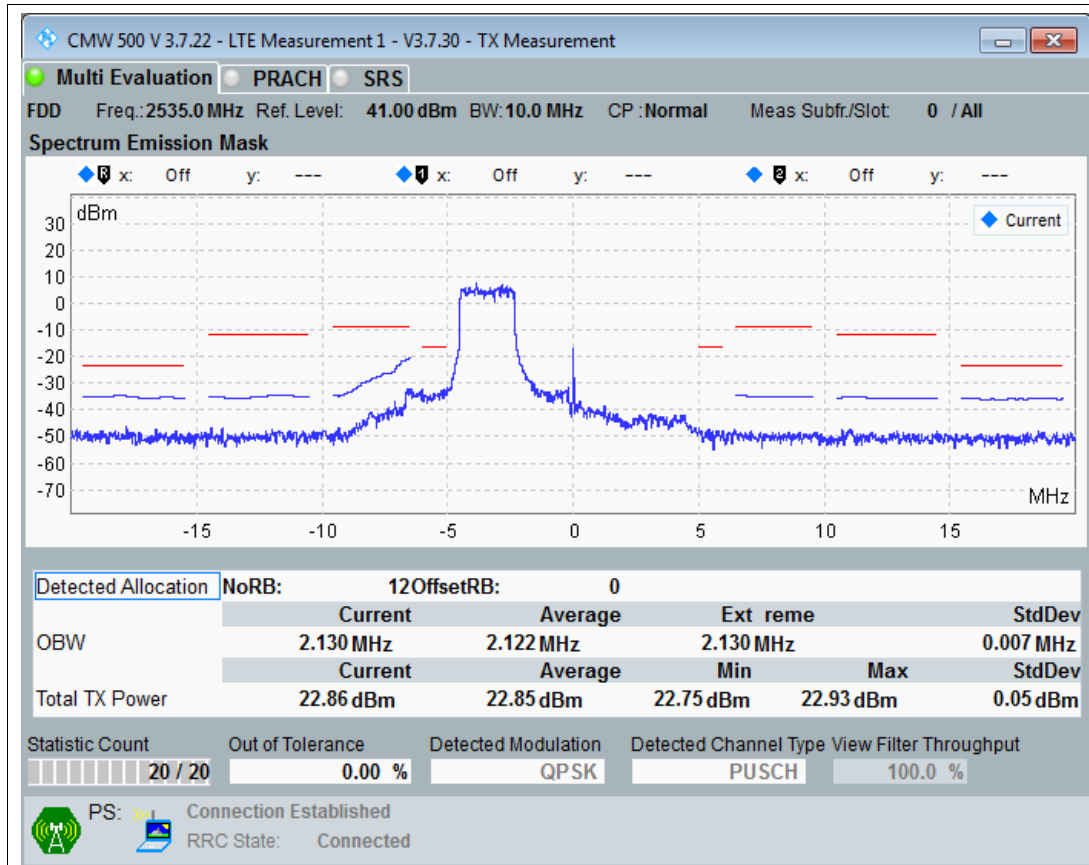 CMW 500 V 3.7.22 - LTE Measurement 1 - V3.7.30 - TX Measurement
Multi Evaluation PRACH SRS
FDD Freq.: 2535.0 MHz Ref. Level: 41.00 dBm BW: 10.0 MHz CP : Normal Meas Subfr./Slot: 0 / All
Spectrum Emission Mask
R x: Off y: --- 1 x: Off y: --- 2 x: Off y: ---
dBm
Current
30
20
10
0
-10
-20
-30
-40
-50
-60
-70
MHz
-15 -10 -5 0 5 10 15
Detected Allocation NoRB: 12 OffsetRB: 0
Current Average Ext reme StdDev
OBW 2.130 MHz 2.122 MHz 2.130 MHz 0.007 MHz
Current Average Min Max StdDev
Total TX Power 22.86 dBm 22.85 dBm 22.75 dBm 22.93 dBm 0.05 dBm
Statistic Count Out of Tolerance Detected Modulation Detected Channel Type View Filter Throughput
20 / 20 0.00 % QPSK PUSCH 100.0 %
PS: Connection Established
RRC State: Connected